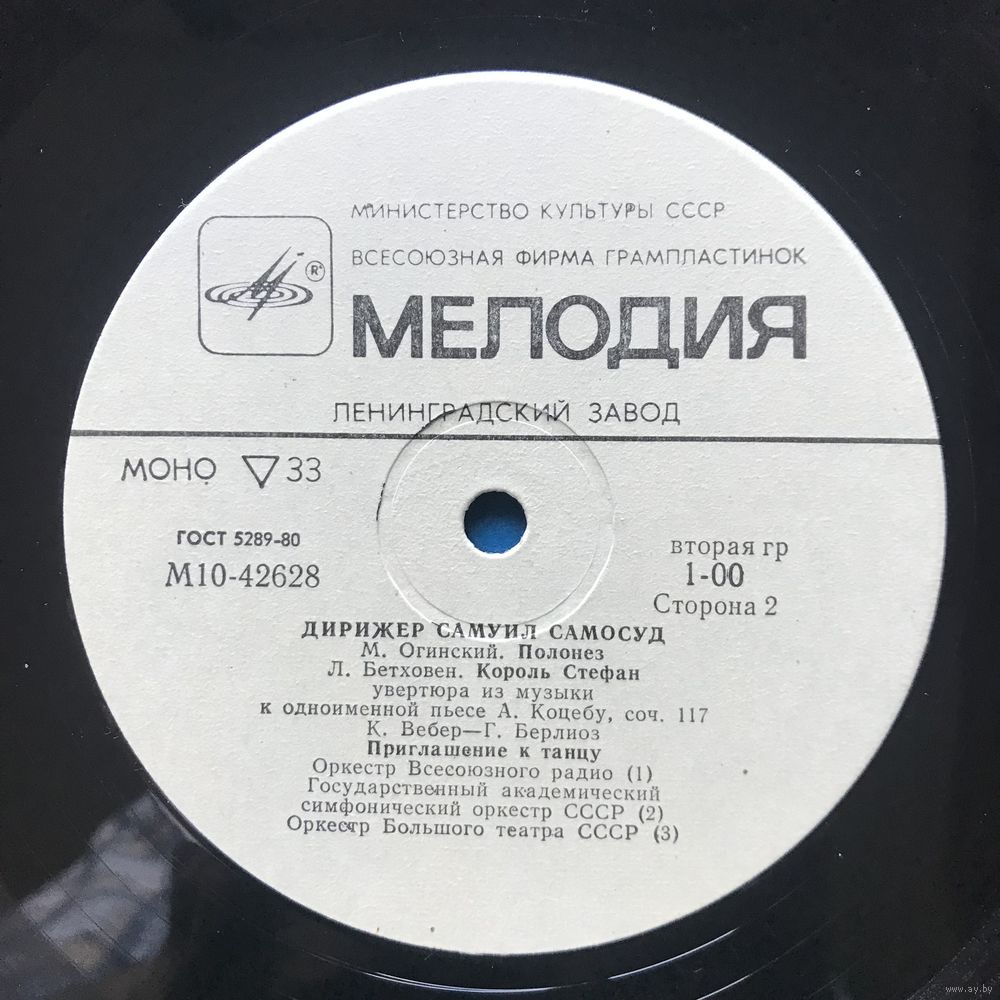 МИНИСТЕРСТВО КУЛЬТУРЫ СССР
ВСЕСОЮЗНАЯ ФИРМА ГРАМПЛАСТИНОК
R
МЕЛОДИЯ
ЛЕНИНГРАДСКИЙ ЗАВОД
МОНО 33
ГОСТ 5289-80
М10-42628
вторая гр
1-00
Сторона 2
ДИРИЖЕР САМУИЛ САМОСУД
М. Огинский. Полонез
Л. Бетховен. Король Стефан
увертюра из музыки
к одноименной пьесе А. Коцебу, соч. 117
К. Вебер—Г. Берлиоз
Приглашение к танцу
Оркестр Всесоюзного радио (1)
Государственный академический
симфонический оркестр СССР (2)
Оркестр Большого театра СССР (3)
www.ay.by